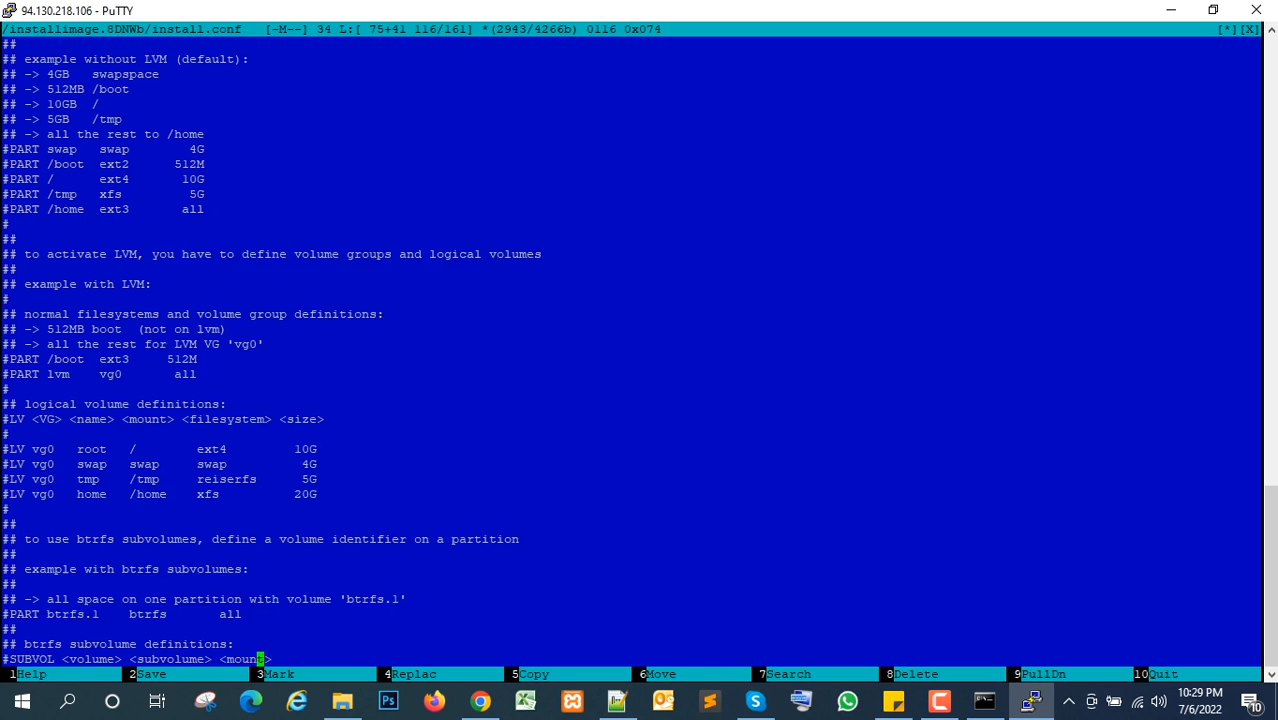 94.130.218.106 - PuTTY
/installimage.8DNWb/install.conf [-M--] 34 L:[ 75+41 116/161] *(2943/4266b) 0116 0x074 [*][X]
##
## example without LVM (default):
## -> 4GB swapspace
## -> 512MB /boot
## -> 10GB /
## -> 5GB /tmp
## -> all the rest to /home
#PART swap swap 4G
#PART /boot ext2 512M
#PART / ext4 10G
#PART /tmp xfs 5G
#PART /home ext3 all
#
##
## to activate LVM, you have to define volume groups and logical volumes
##
## example with LVM:
#
## normal filesystems and volume group definitions:
## -> 512MB boot (not on lvm)
## -> all the rest for LVM VG 'vg0'
#PART /boot ext3 512M
#PART lvm vg0 all
#
## logical volume definitions:
#LV <VG> <name> <mount> <filesystem> <size>
#
#LV vg0 root / ext4 10G
#LV vg0 swap swap swap 4G
#LV vg0 tmp /tmp reiserfs 5G
#LV vg0 home /home xfs 20G
#
##
## to use btrfs subvolumes, define a volume identifier on a partition
##
## example with btrfs subvolumes:
##
## -> all space on one partition with volume 'btrfs.1'
#PART btrfs.1 btrfs all
##
## btrfs subvolume definitions:
#SUBVOL <volume> <subvolume> <mount>
1Help 2Save 3Mark 4Replac 5Copy 6Move 7Search 8Delete 9PullDn 10Quit
10:29 PM
7/6/2022
10